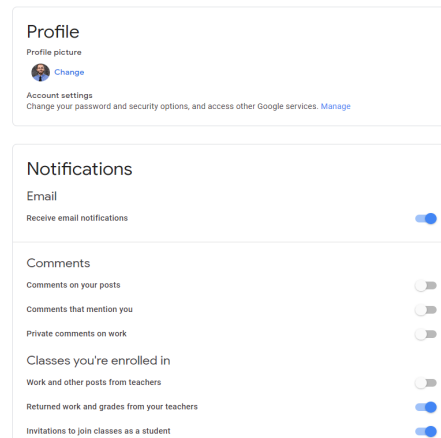 Profile
Profile picture
Change
Account settings
Change your password and security options, and access other Google services. Manage
Notifications
Email
Receive email notifications
Comments
Comments on your posts
Comments that mention you
Private comments on work
Classes you're enrolled in
Work and other posts from teachers
Returned work and grades from your teachers
Invitations to join classes as a student